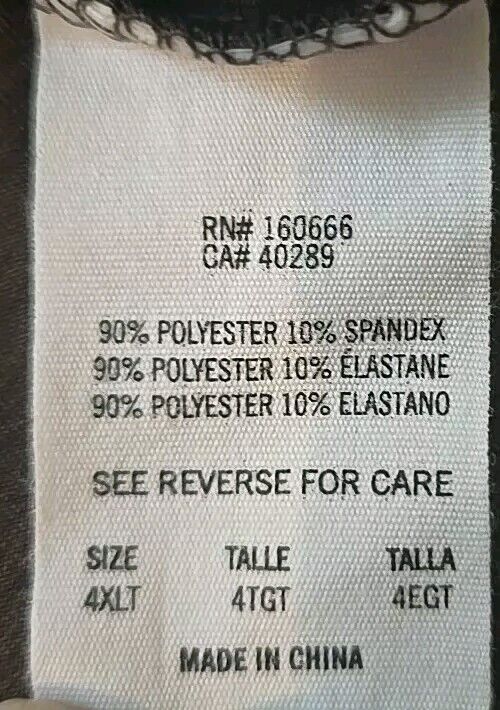 RN# 160666
CA# 40289
90% POLYESTER 10% SPANDEX
90% POLYESTER 10% ÉLASTANE
90% POLYESTER 10% ELASTANO
SEE REVERSE FOR CARE
SIZE TALLE TALLA
4XLT 4TGT 4EGT
MADE IN CHINA